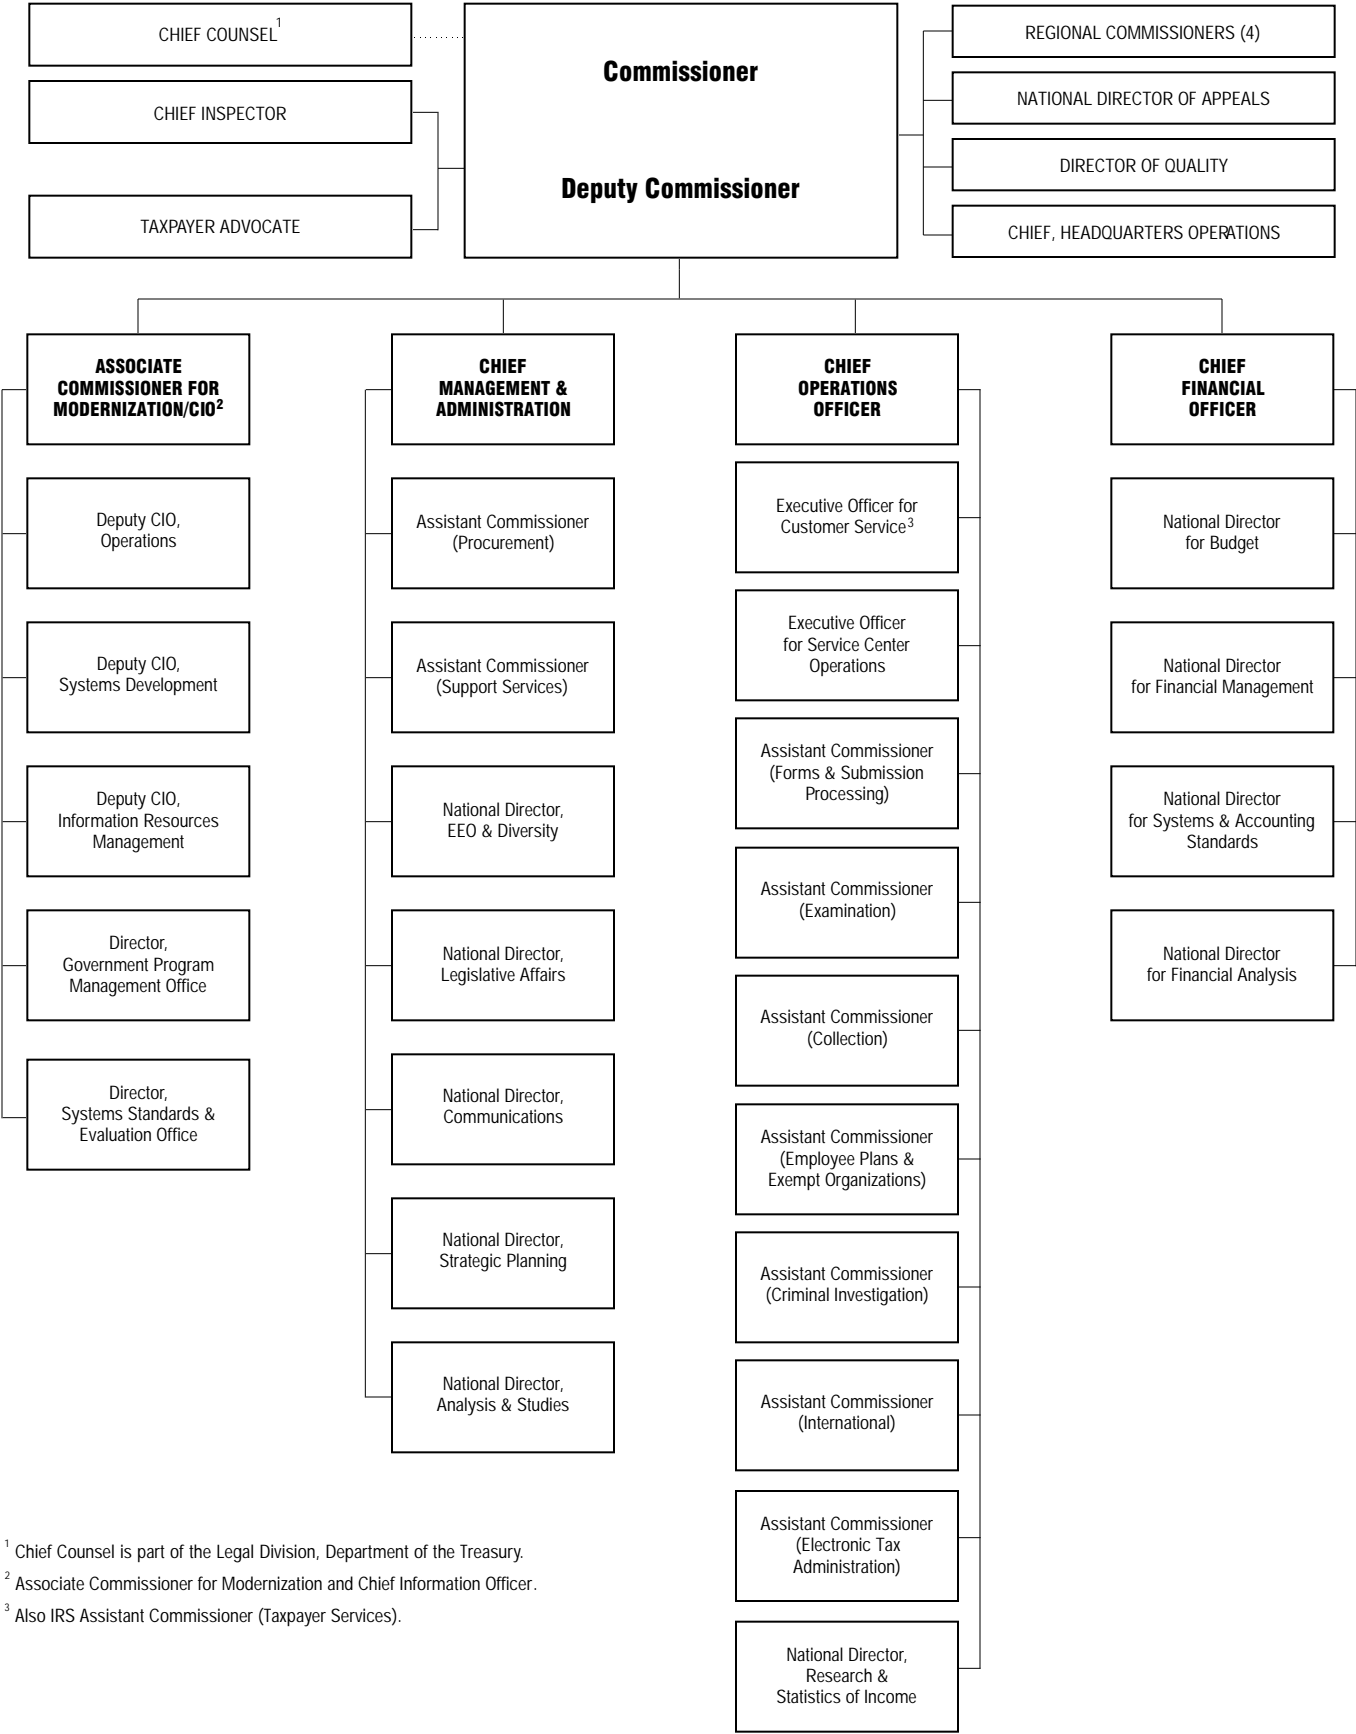 CHIEF COUNSEL1
CHIEF INSPECTOR
TAXPAYER ADVOCATE
Commissioner
Deputy Commissioner
REGIONAL COMMISSIONERS (4)
NATIONAL DIRECTOR OF APPEALS
DIRECTOR OF QUALITY
CHIEF, HEADQUARTERS OPERATIONS
ASSOCIATE
COMMISSIONER FOR
MODERNIZATION/CIO2
Deputy CIO,
Operations
Deputy CIO,
Systems Development
Deputy CIO,
Information Resources
Management
Director,
Government Program
Management Office
Director,
Systems Standards &
Evaluation Office
CHIEF
MANAGEMENT &
ADMINISTRATION
Assistant Commissioner
(Procurement)
Assistant Commissioner
(Support Services)
National Director,
EEO & Diversity
National Director,
Legislative Affairs
National Director,
Communications
National Director,
Strategic Planning
National Director,
Analysis & Studies
CHIEF
OPERATIONS
OFFICER
Executive Officer for
Customer Service3
Executive Officer
for Service Center
Operations
Assistant Commissioner
(Forms & Submission
Processing)
Assistant Commissioner
(Examination)
Assistant Commissioner
(Collection)
Assistant Commissioner
(Employee Plans &
Exempt Organizations)
Assistant Commissioner
(Criminal Investigation)
Assistant Commissioner
(International)
Assistant Commissioner
(Electronic Tax
Administration)
National Director,
Research &
Statistics of Income
CHIEF
FINANCIAL
OFFICER
National Director
for Budget
National Director
for Financial Management
National Director
for Systems & Accounting
Standards
National Director
for Financial Analysis
1 Chief Counsel is part of the Legal Division, Department of the Treasury.
2 Associate Commissioner for Modernization and Chief Information Officer.
3 Also IRS Assistant Commissioner (Taxpayer Services).